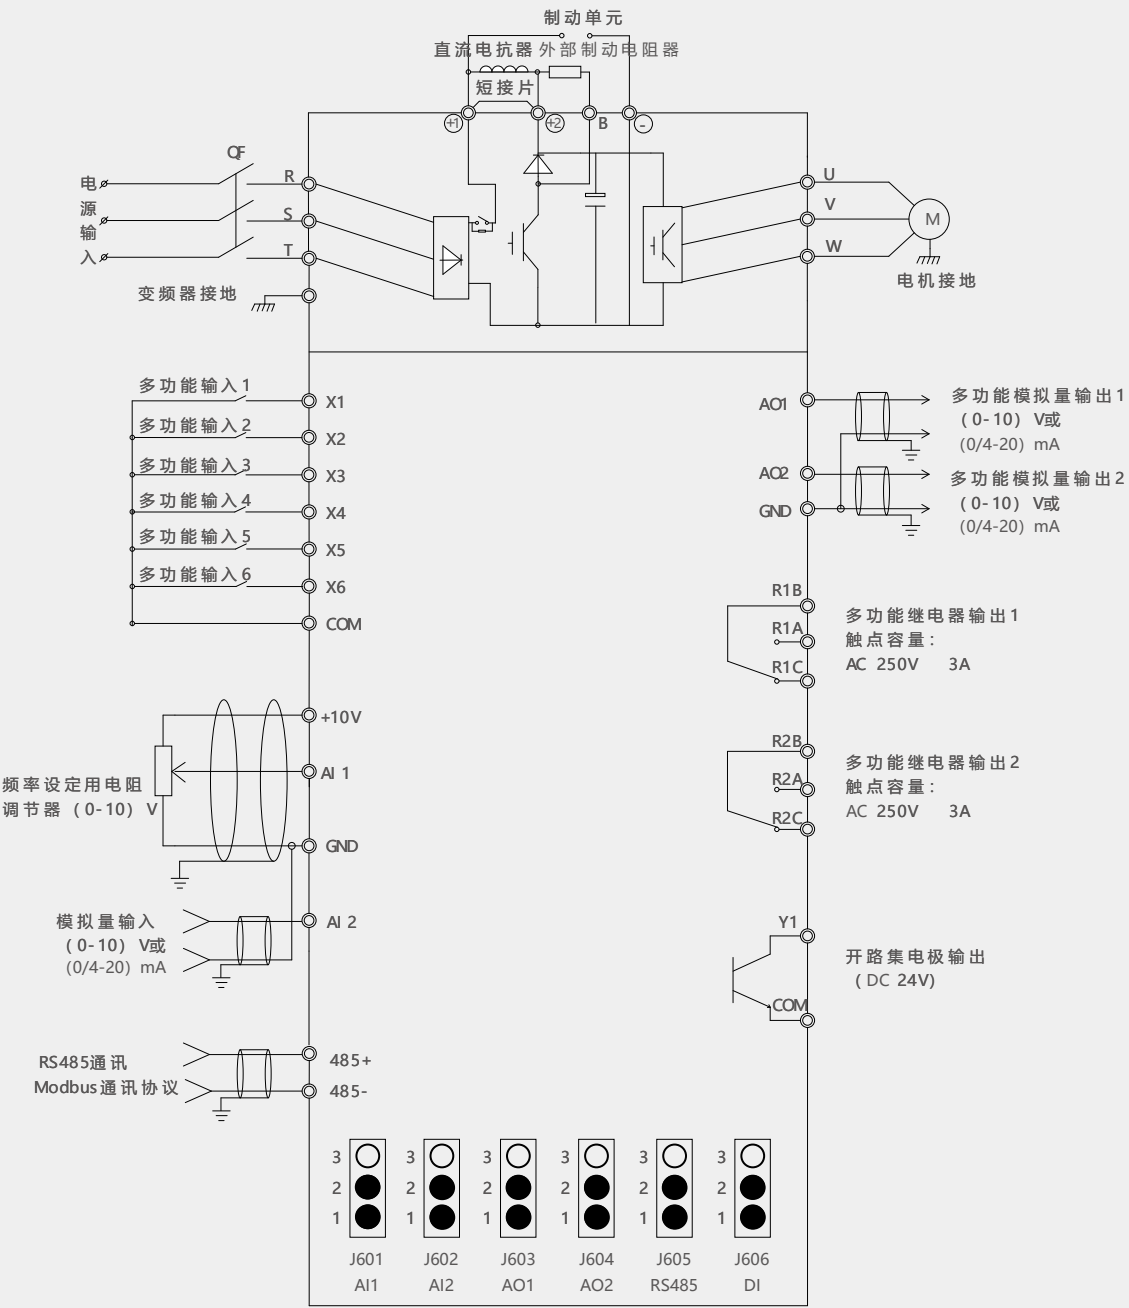 制动单元
直流电抗器 外部制动电阻器
短接片
+1 +2 B -
QF
电源输入
R
S
T
变频器接地
U
V
W
M
电机接地
多功能输入1
X1
多功能输入2
X2
多功能输入3
X3
多功能输入4
X4
多功能输入5
X5
多功能输入6
X6
COM
AO1
多功能模拟量输出1
(0-10) V或
(0/4-20) mA
AO2
多功能模拟量输出2
GND
(0-10) V或
(0/4-20) mA
R1B
R1A
R1C
多功能继电器输出1
触点容量:
AC 250V 3A
+10V
AI 1
频率设定用电阻
调节器 (0-10) V
GND
R2B
R2A
R2C
多功能继电器输出2
触点容量:
AC 250V 3A
模拟量输入
(0-10) V或
(0/4-20) mA
AI 2
Y1
开路集电极输出
(DC 24V)
COM
RS485通讯
Modbus通讯协议
485+
485-
3 3 3 3 3 3
2 2 2 2 2 2
1 1 1 1 1 1
J601 J602 J603 J604 J605 J606
AI1 AI2 AO1 AO2 RS485 DI